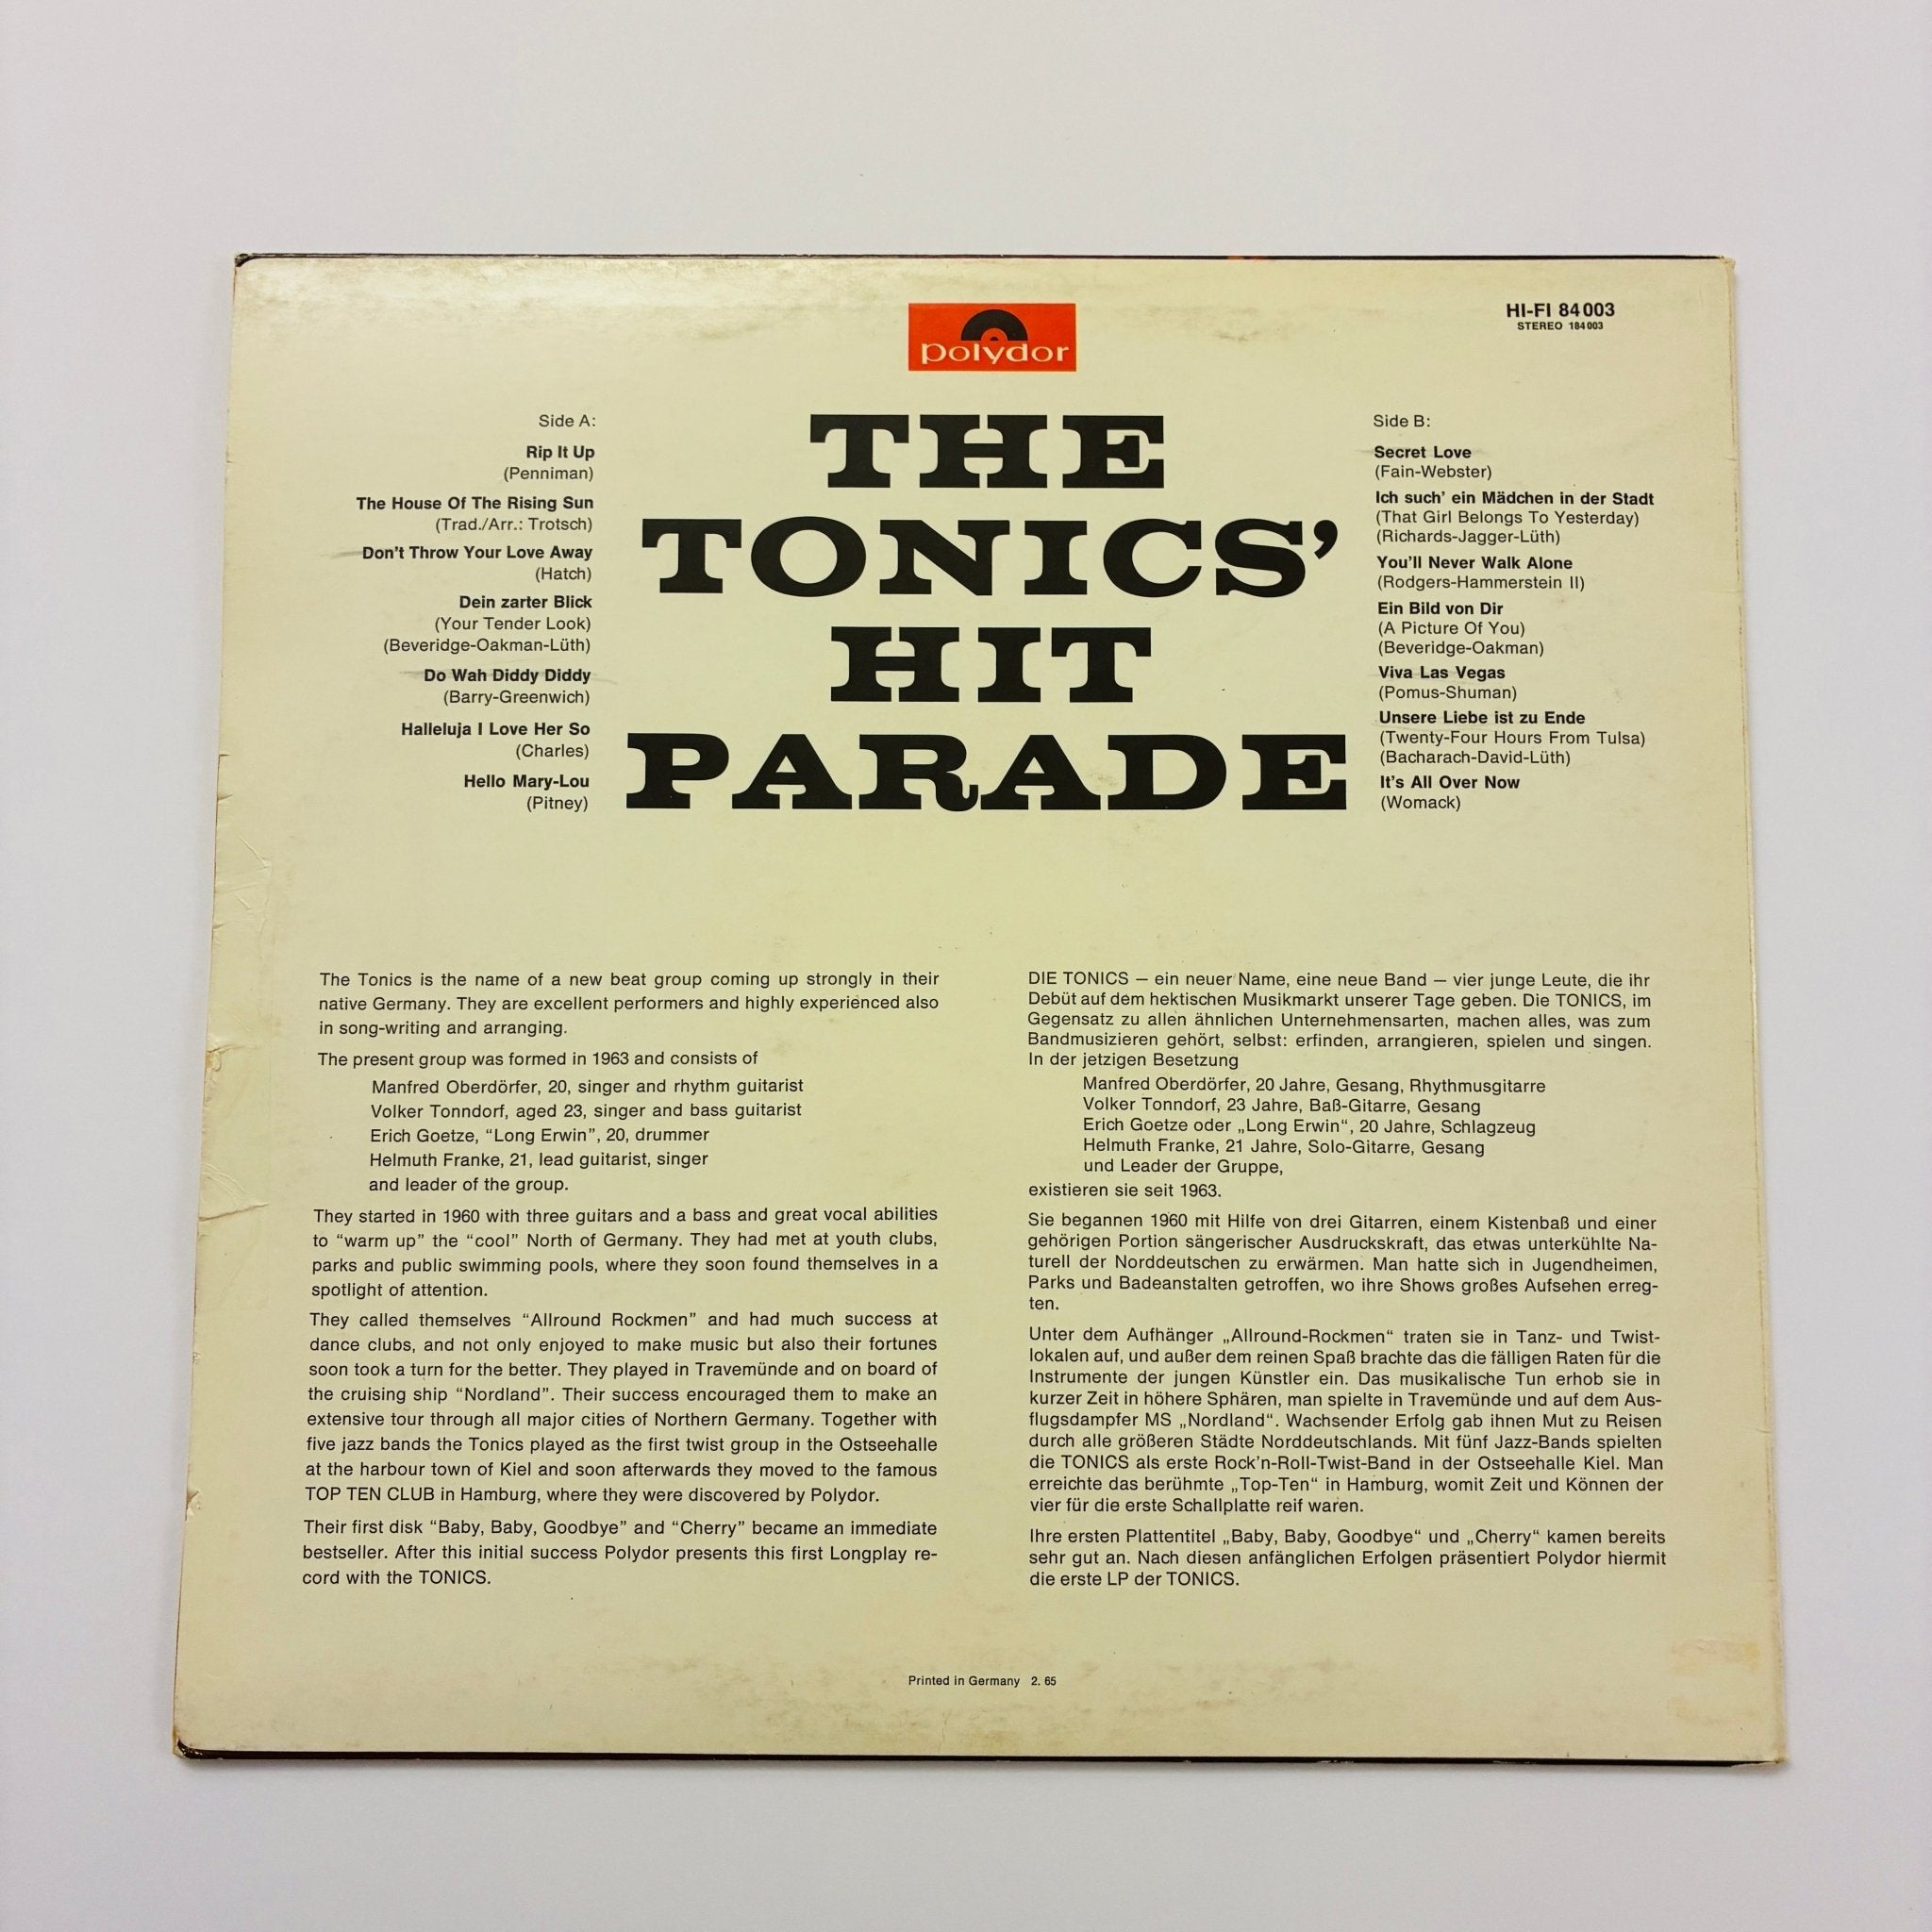 polydor
HI-FI 84 003
STEREO 184 003
THE
TONICS’
HIT
PARADE
Side A:
Rip It Up
(Penniman)
The House Of The Rising Sun
(Trad./Arr.: Trotsch)
Don’t Throw Your Love Away
(Hatch)
Dein zarter Blick
(Your Tender Look)
(Beveridge-Oakman-Lüth)
Do Wah Diddy Diddy
(Barry-Greenwich)
Halleluja I Love Her So
(Charles)
Hello Mary-Lou
(Pitney)
Side B:
Secret Love
(Fain-Webster)
Ich such’ ein Mädchen in der Stadt
(That Girl Belongs To Yesterday)
(Richards-Jagger-Lüth)
You’ll Never Walk Alone
(Rodgers-Hammerstein II)
Ein Bild von Dir
(A Picture Of You)
(Beveridge-Oakman)
Viva Las Vegas
(Pomus-Shuman)
Unsere Liebe ist zu Ende
(Twenty-Four Hours From Tulsa)
(Bacharach-David-Lüth)
It’s All Over Now
(Womack)
The Tonics is the name of a new beat group coming up strongly in their
native Germany. They are excellent performers and highly experienced also
in song-writing and arranging.
The present group was formed in 1963 and consists of
Manfred Oberdörfer, 20, singer and rhythm guitarist
Volker Tonndorf, aged 23, singer and bass guitarist
Erich Goetze, “Long Erwin”, 20, drummer
Helmuth Franke, 21, lead guitarist, singer
and leader of the group.
They started in 1960 with three guitars and a bass and great vocal abilities
to “warm up” the “cool” North of Germany. They had met at youth clubs,
parks and public swimming pools, where they soon found themselves in a
spotlight of attention.
They called themselves “Allround Rockmen” and had much success at
dance clubs, and not only enjoyed to make music but also their fortunes
soon took a turn for the better. They played in Travemünde and on board of
the cruising ship “Nordland”. Their success encouraged them to make an
extensive tour through all major cities of Northern Germany. Together with
five jazz bands the Tonics played as the first twist group in the Ostseehalle
at the harbour town of Kiel and soon afterwards they moved to the famous
TOP TEN CLUB in Hamburg, where they were discovered by Polydor.
Their first disk “Baby, Baby, Goodbye” and “Cherry” became an immediate
bestseller. After this initial success Polydor presents this first Longplay re-
cord with the TONICS.
DIE TONICS — ein neuer Name, eine neue Band — vier junge Leute, die ihr
Debüt auf dem hektischen Musikmarkt unserer Tage geben. Die TONICS, im
Gegensatz zu allen ähnlichen Unternehmensarten, machen alles, was zum
Bandmusizieren gehört, selbst: erfinden, arrangieren, spielen und singen.
In der jetzigen Besetzung
Manfred Oberdörfer, 20 Jahre, Gesang, Rhythmusgitarre
Volker Tonndorf, 23 Jahre, Baß-Gitarre, Gesang
Erich Goetze oder „Long Erwin“, 20 Jahre, Schlagzeug
Helmuth Franke, 21 Jahre, Solo-Gitarre, Gesang
und Leader der Gruppe,
existieren sie seit 1963.
Sie begannen 1960 mit Hilfe von drei Gitarren, einem Kistenbaß und einer
gehörigen Portion sängerischer Ausdruckskraft, das etwas unterkühlte Na-
turell der Norddeutschen zu erwärmen. Man hatte sich in Jugendheimen,
Parks und Badeanstalten getroffen, wo ihre Shows großes Aufsehen erreg-
ten.
Unter dem Aufhänger „Allround-Rockmen“ traten sie in Tanz- und Twist-
lokalen auf, und außer dem reinen Spaß brachte das die fälligen Raten für die
Instrumente der jungen Künstler ein. Das musikalische Tun erhob sie in
kurzer Zeit in höhere Sphären, man spielte in Travemünde und auf dem Aus-
flugsdampfer MS „Nordland“. Wachsender Erfolg gab ihnen Mut zu Reisen
durch alle größeren Städte Norddeutschlands. Mit fünf Jazz-Bands spielten
die TONICS als erste Rock’n-Roll-Twist-Band in der Ostseehalle Kiel. Man
erreichte das berühmte „Top-Ten“ in Hamburg, womit Zeit und Können der
vier für die erste Schallplatte reif waren.
Ihre ersten Plattentitel „Baby, Baby, Goodbye“ und „Cherry“ kamen bereits
sehr gut an. Nach diesen anfänglichen Erfolgen präsentiert Polydor hiermit
die erste LP der TONICS.
Printed in Germany 2. 65